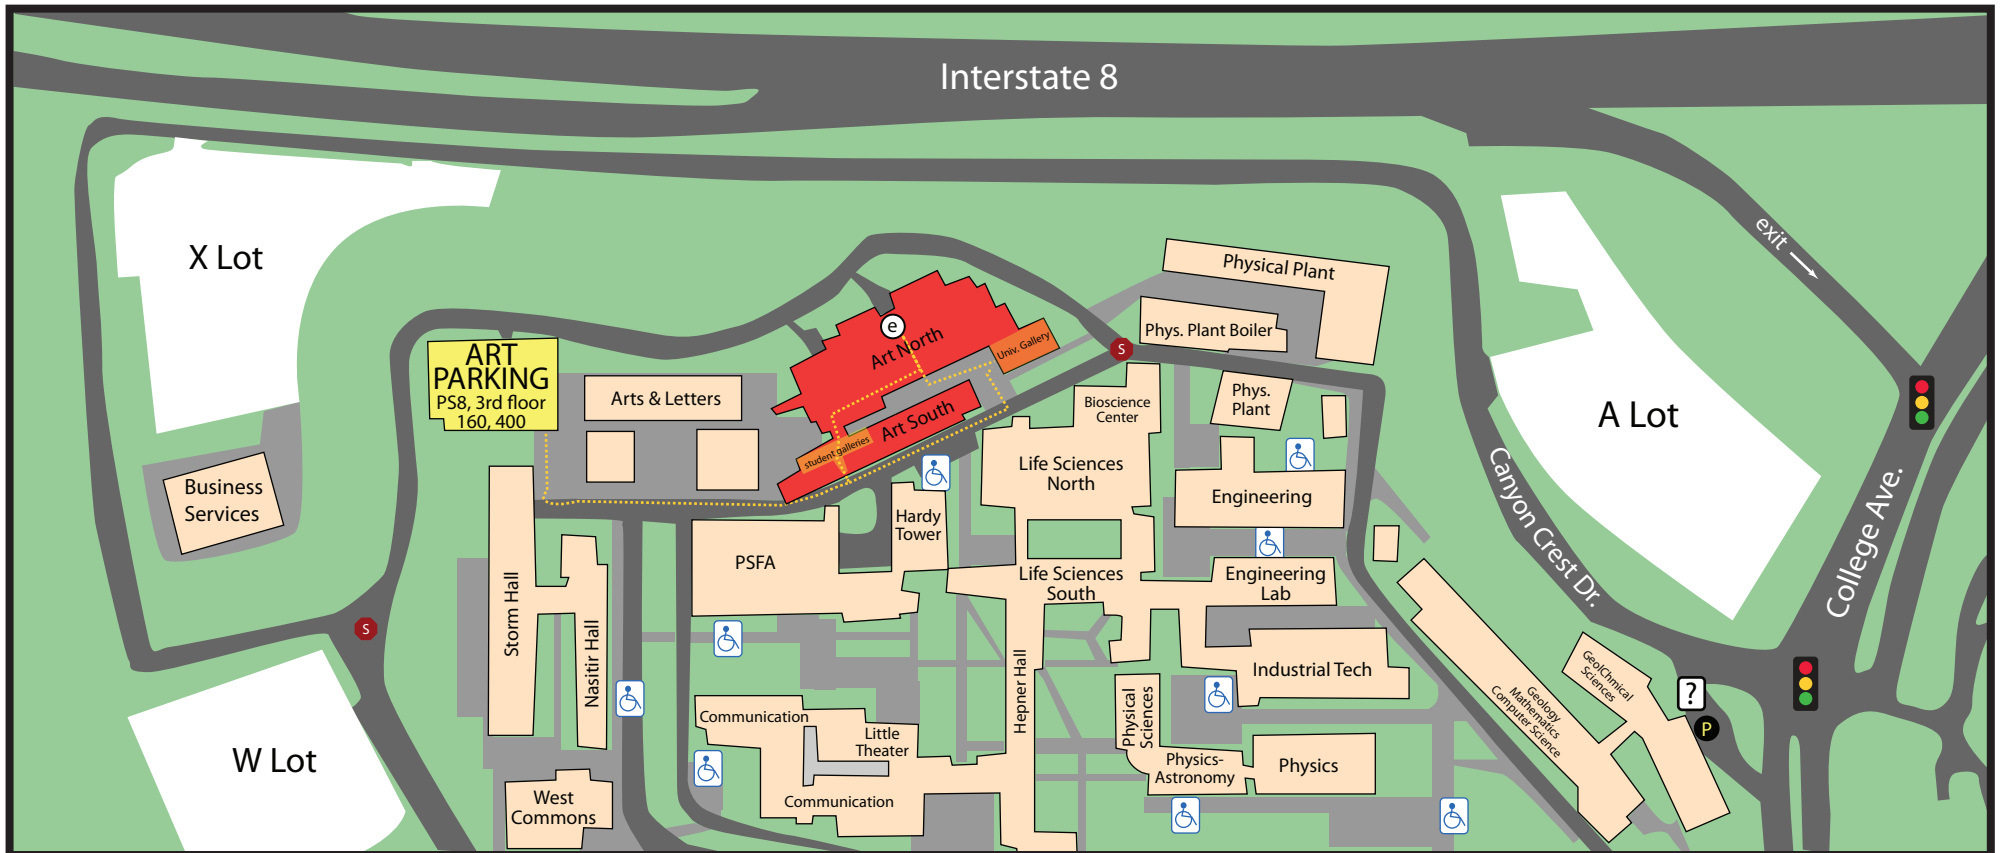 Interstate 8
X Lot
exit
Physical Plant
Phys. Plant Boiler
e
Art North
Univ. Gallery
S
ART
PARKING
PS8, 3rd floor
160, 400
Arts & Letters
Art South
student galleries
Bioscience
Center
Phys.
Plant
A Lot
Life Sciences
North
Engineering
Business
Services
Canyon Crest Dr.
College Ave.
Hardy
Tower
PSFA
Life Sciences
South
Engineering
Lab
S
Storm Hall
Nasitir Hall
Hepner Hall
Industrial Tech
Geology
Mathematics
Computer Science
GeolChmical
Sciences
?
P
W Lot
Communication
Little
Theater
Physical
Sciences
Physics-
Astronomy
Physics
West
Commons
Communication